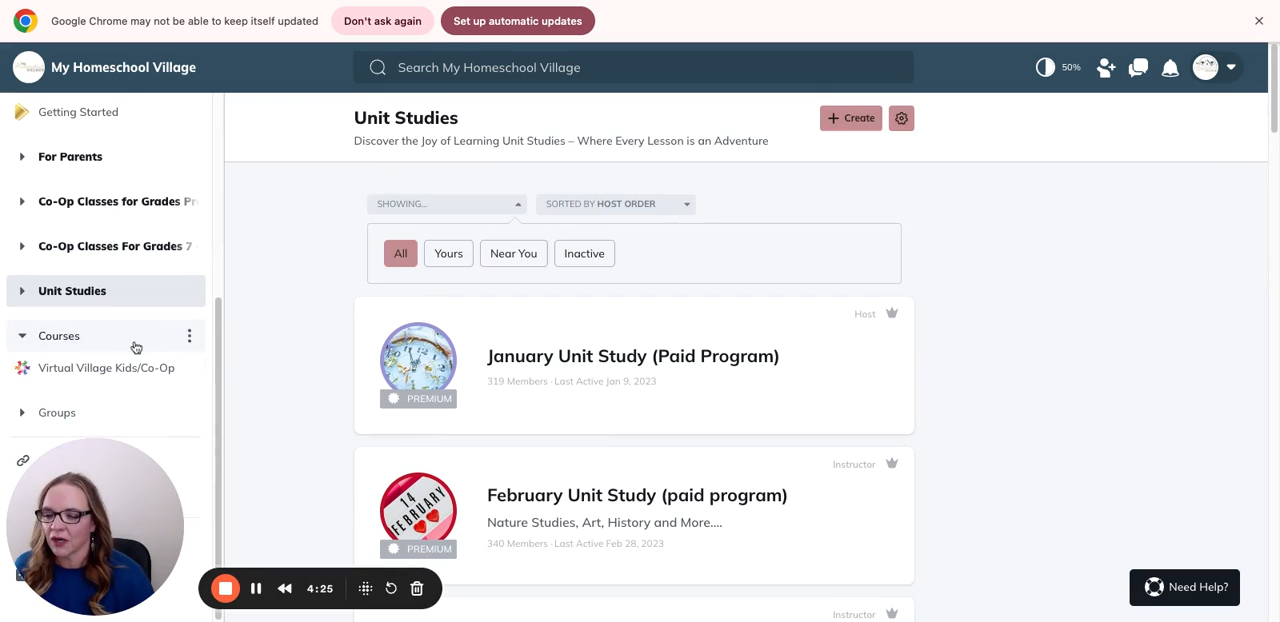 Google Chrome may not be able to keep itself updated
Don't ask again
Set up automatic updates
My Homeschool Village
Search My Homeschool Village
50%
Getting Started
For Parents
Co-Op Classes for Grades Pr
Co-Op Classes For Grades 7
Unit Studies
Courses
Virtual Village Kids/Co-Op
Groups
Unit Studies
Create
Discover the Joy of Learning Unit Studies – Where Every Lesson is an Adventure
SHOWING...
SORTED BY HOST ORDER
All
Yours
Near You
Inactive
Host
January Unit Study (Paid Program)
319 Members · Last Active Jan 9, 2023
PREMIUM
Instructor
14
FEBRUARY
February Unit Study (paid program)
Nature Studies, Art, History and More....
340 Members · Last Active Feb 28, 2023
PREMIUM
Instructor
4:25
Need Help?